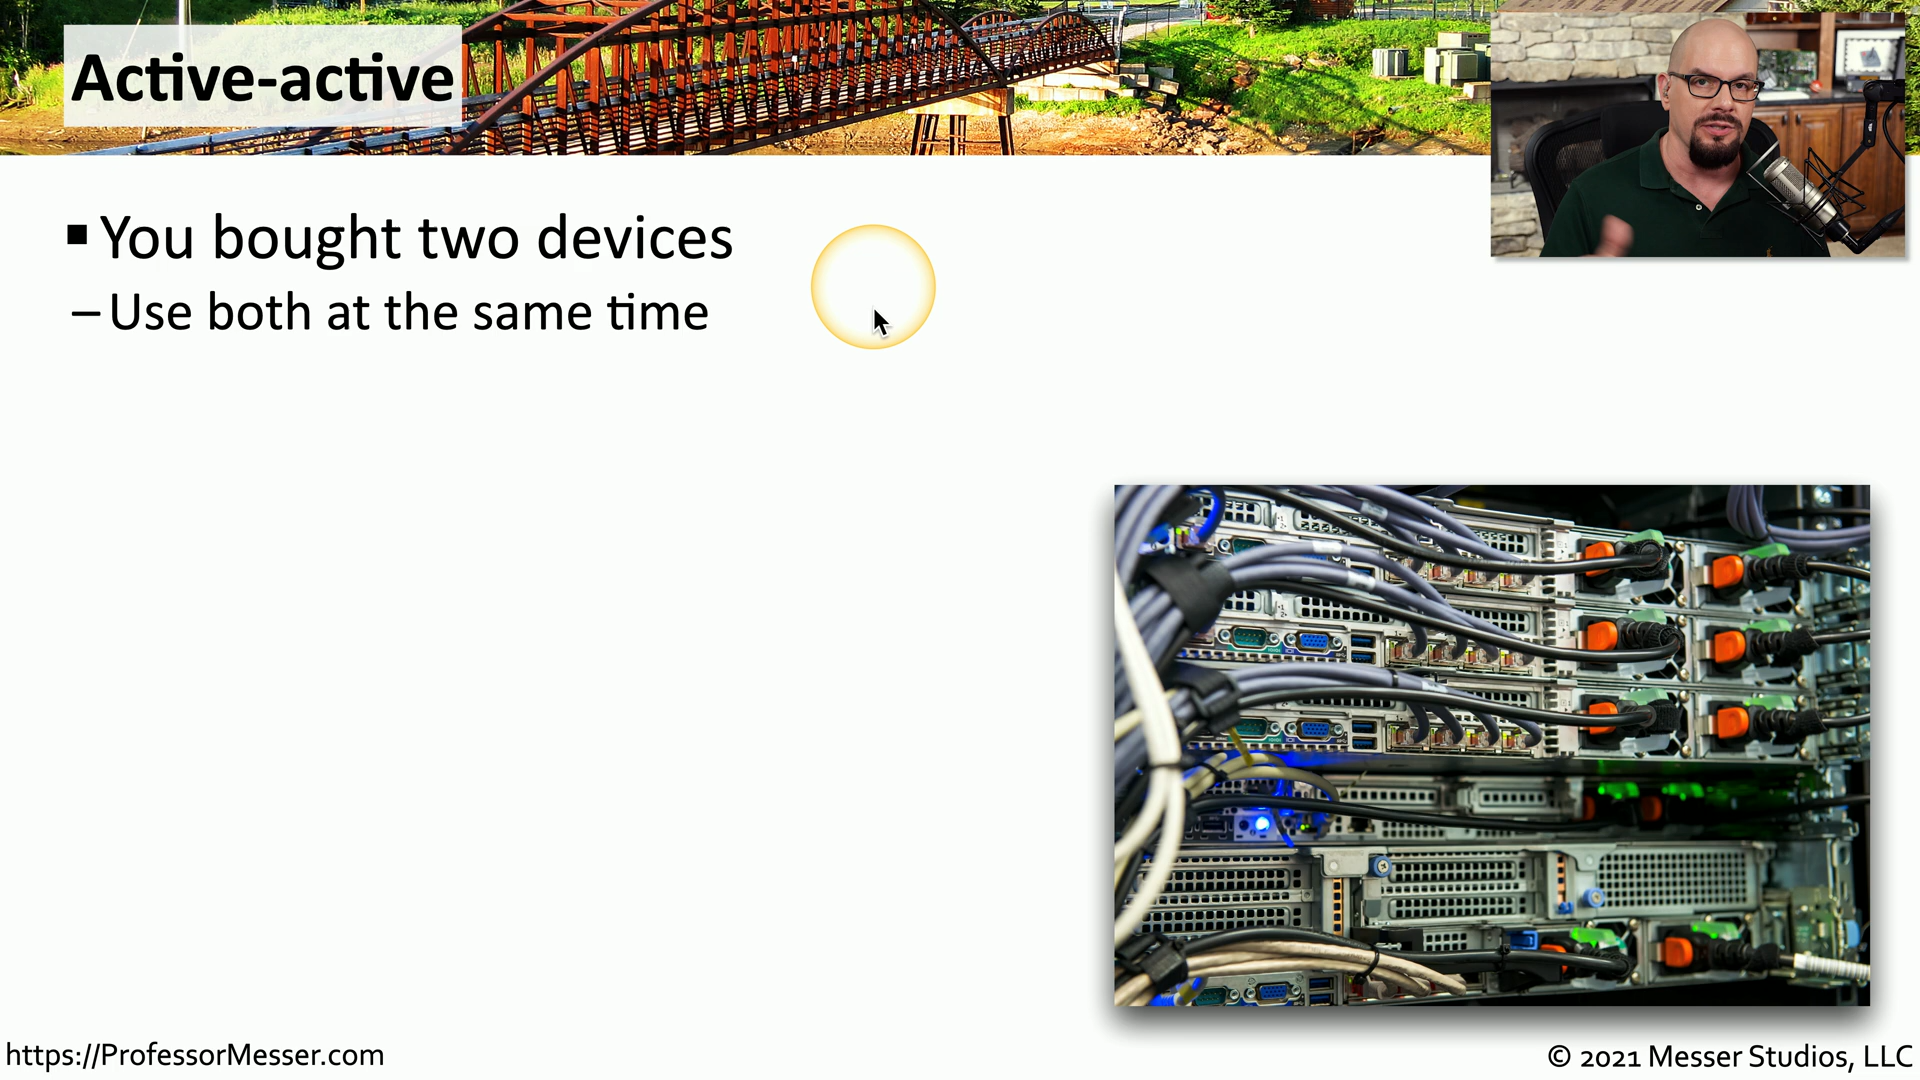 Active-active
▪ You bought two devices
– Use both at the same time
https://ProfessorMesser.com
© 2021 Messer Studios, LLC